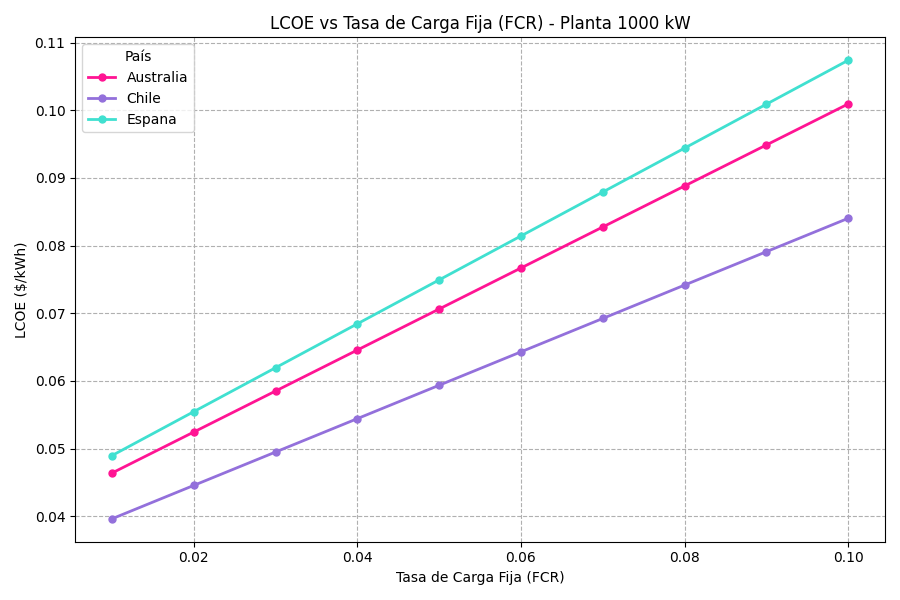 LCOE vs Tasa de Carga Fija (FCR) - Planta 1000 kW
País
Australia
Chile
Espana
LCOE ($/kWh)
0.11
0.10
0.09
0.08
0.07
0.06
0.05
0.04
0.02 0.04 0.06 0.08 0.10
Tasa de Carga Fija (FCR)